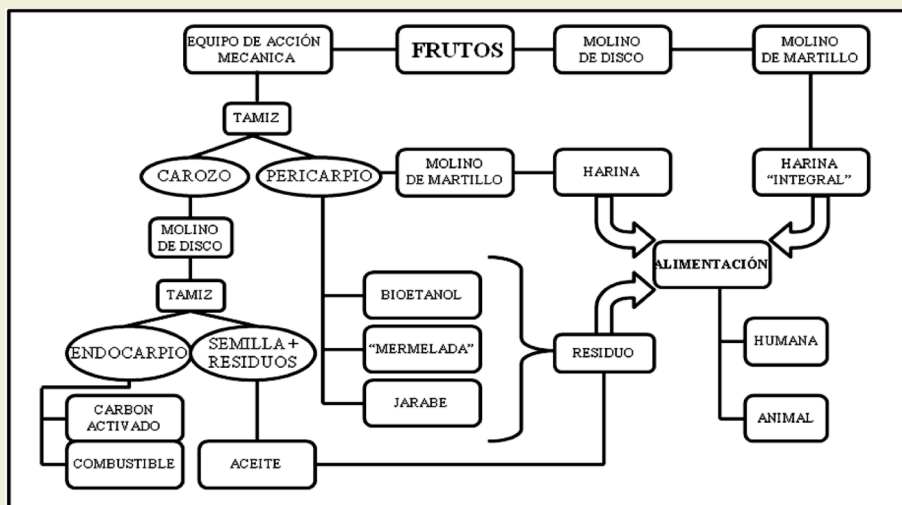 EQUIPO DE ACCIÓN
MECANICA
FRUTOS
MOLINO
DE DISCO
MOLINO
DE MARTILLO
TAMIZ
CAROZO
PERICARPIO
MOLINO
DE MARTILLO
HARINA
HARINA
“INTEGRAL”
MOLINO
DE DISCO
ALIMENTACIÓN
TAMIZ
BIOETANOL
ENDOCARPIO
SEMILLA +
RESIDUOS
“MERMELADA”
RESIDUO
HUMANA
JARABE
CARBON
ACTIVADO
ANIMAL
COMBUSTIBLE
ACEITE